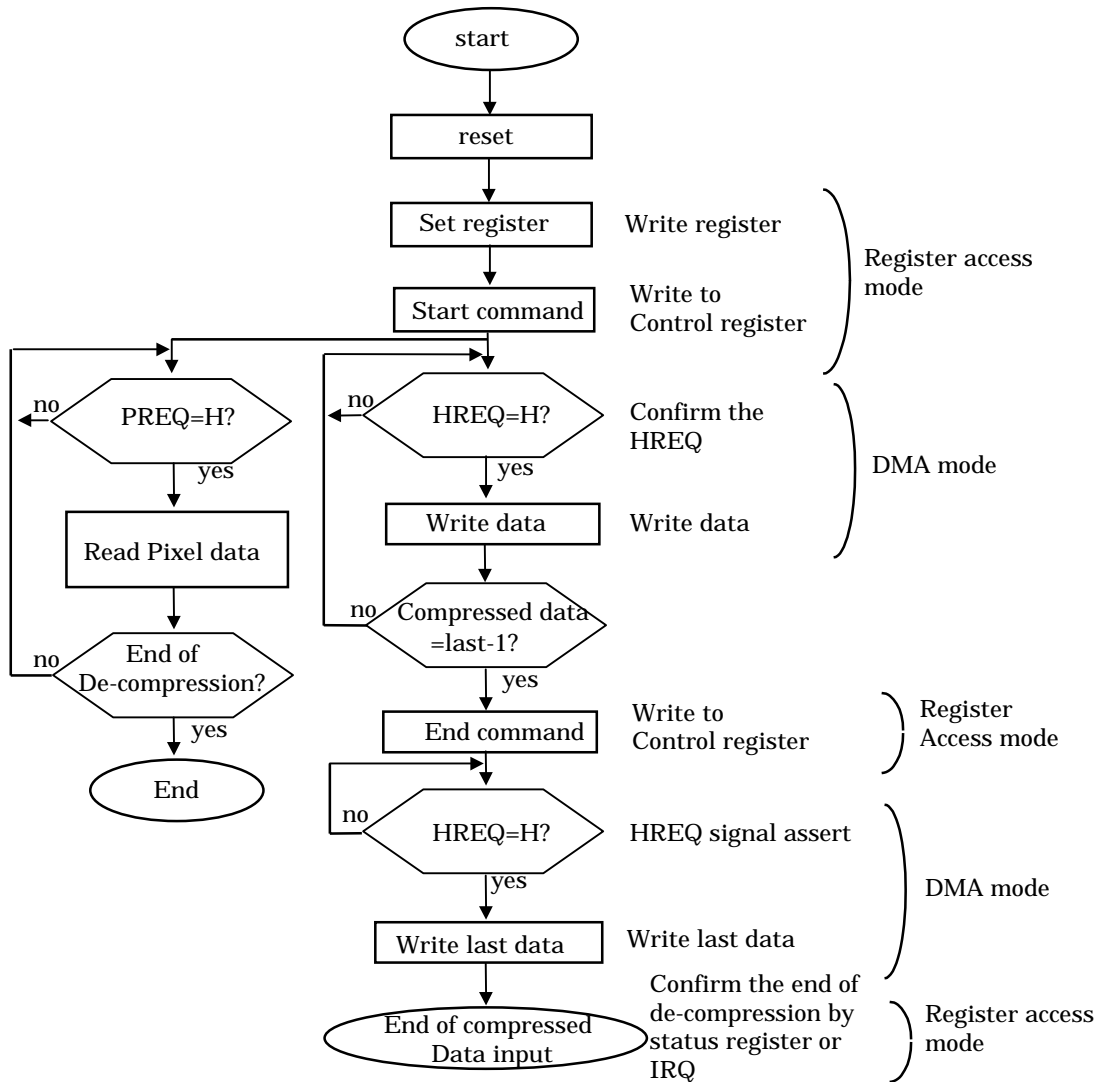 start
reset
Set register
Write register
Register access
mode
Start command
Write to
Control register
no
PREQ=H?
yes
no
HREQ=H?
yes
Confirm the
HREQ
DMA mode
Read Pixel data
Write data
Write data
no
End of
De-compression?
yes
no
Compressed data
=last-1?
yes
End
End command
Write to
Control register
Register
Access mode
no
HREQ=H?
yes
HREQ signal assert
DMA mode
Write last data
Write last data
End of compressed
Data input
Confirm the end of
de-compression by
status register or
IRQ
Register access
mode